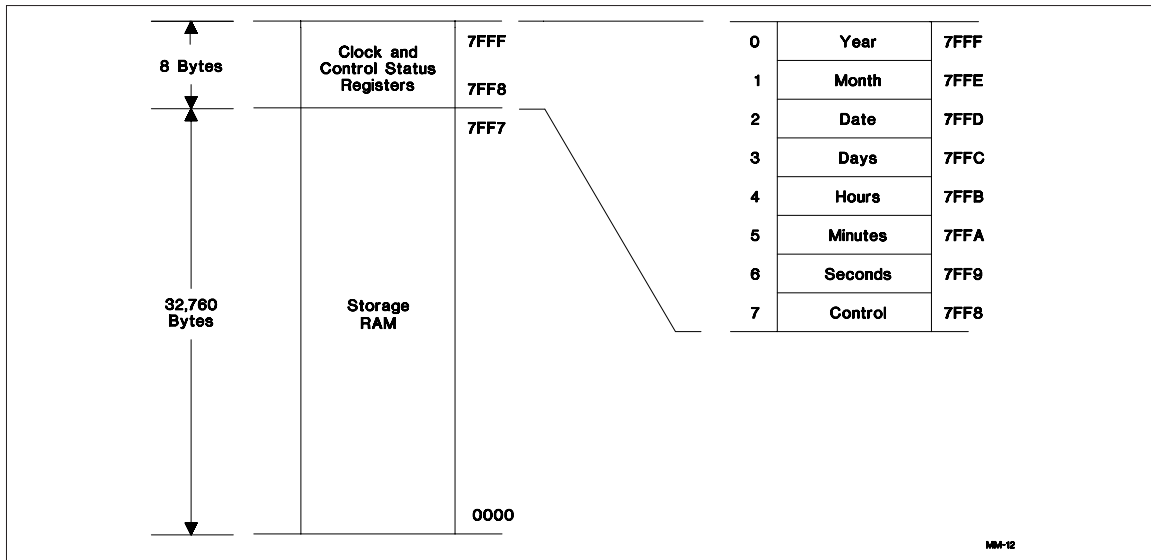 8 Bytes
Clock and
Control Status
Registers
7FFF
7FF8
7FF7
32,760
Bytes
Storage
RAM
0000
0 Year 7FFF
1 Month 7FFE
2 Date 7FFD
3 Days 7FFC
4 Hours 7FFB
5 Minutes 7FFA
6 Seconds 7FF9
7 Control 7FF8
MM-12